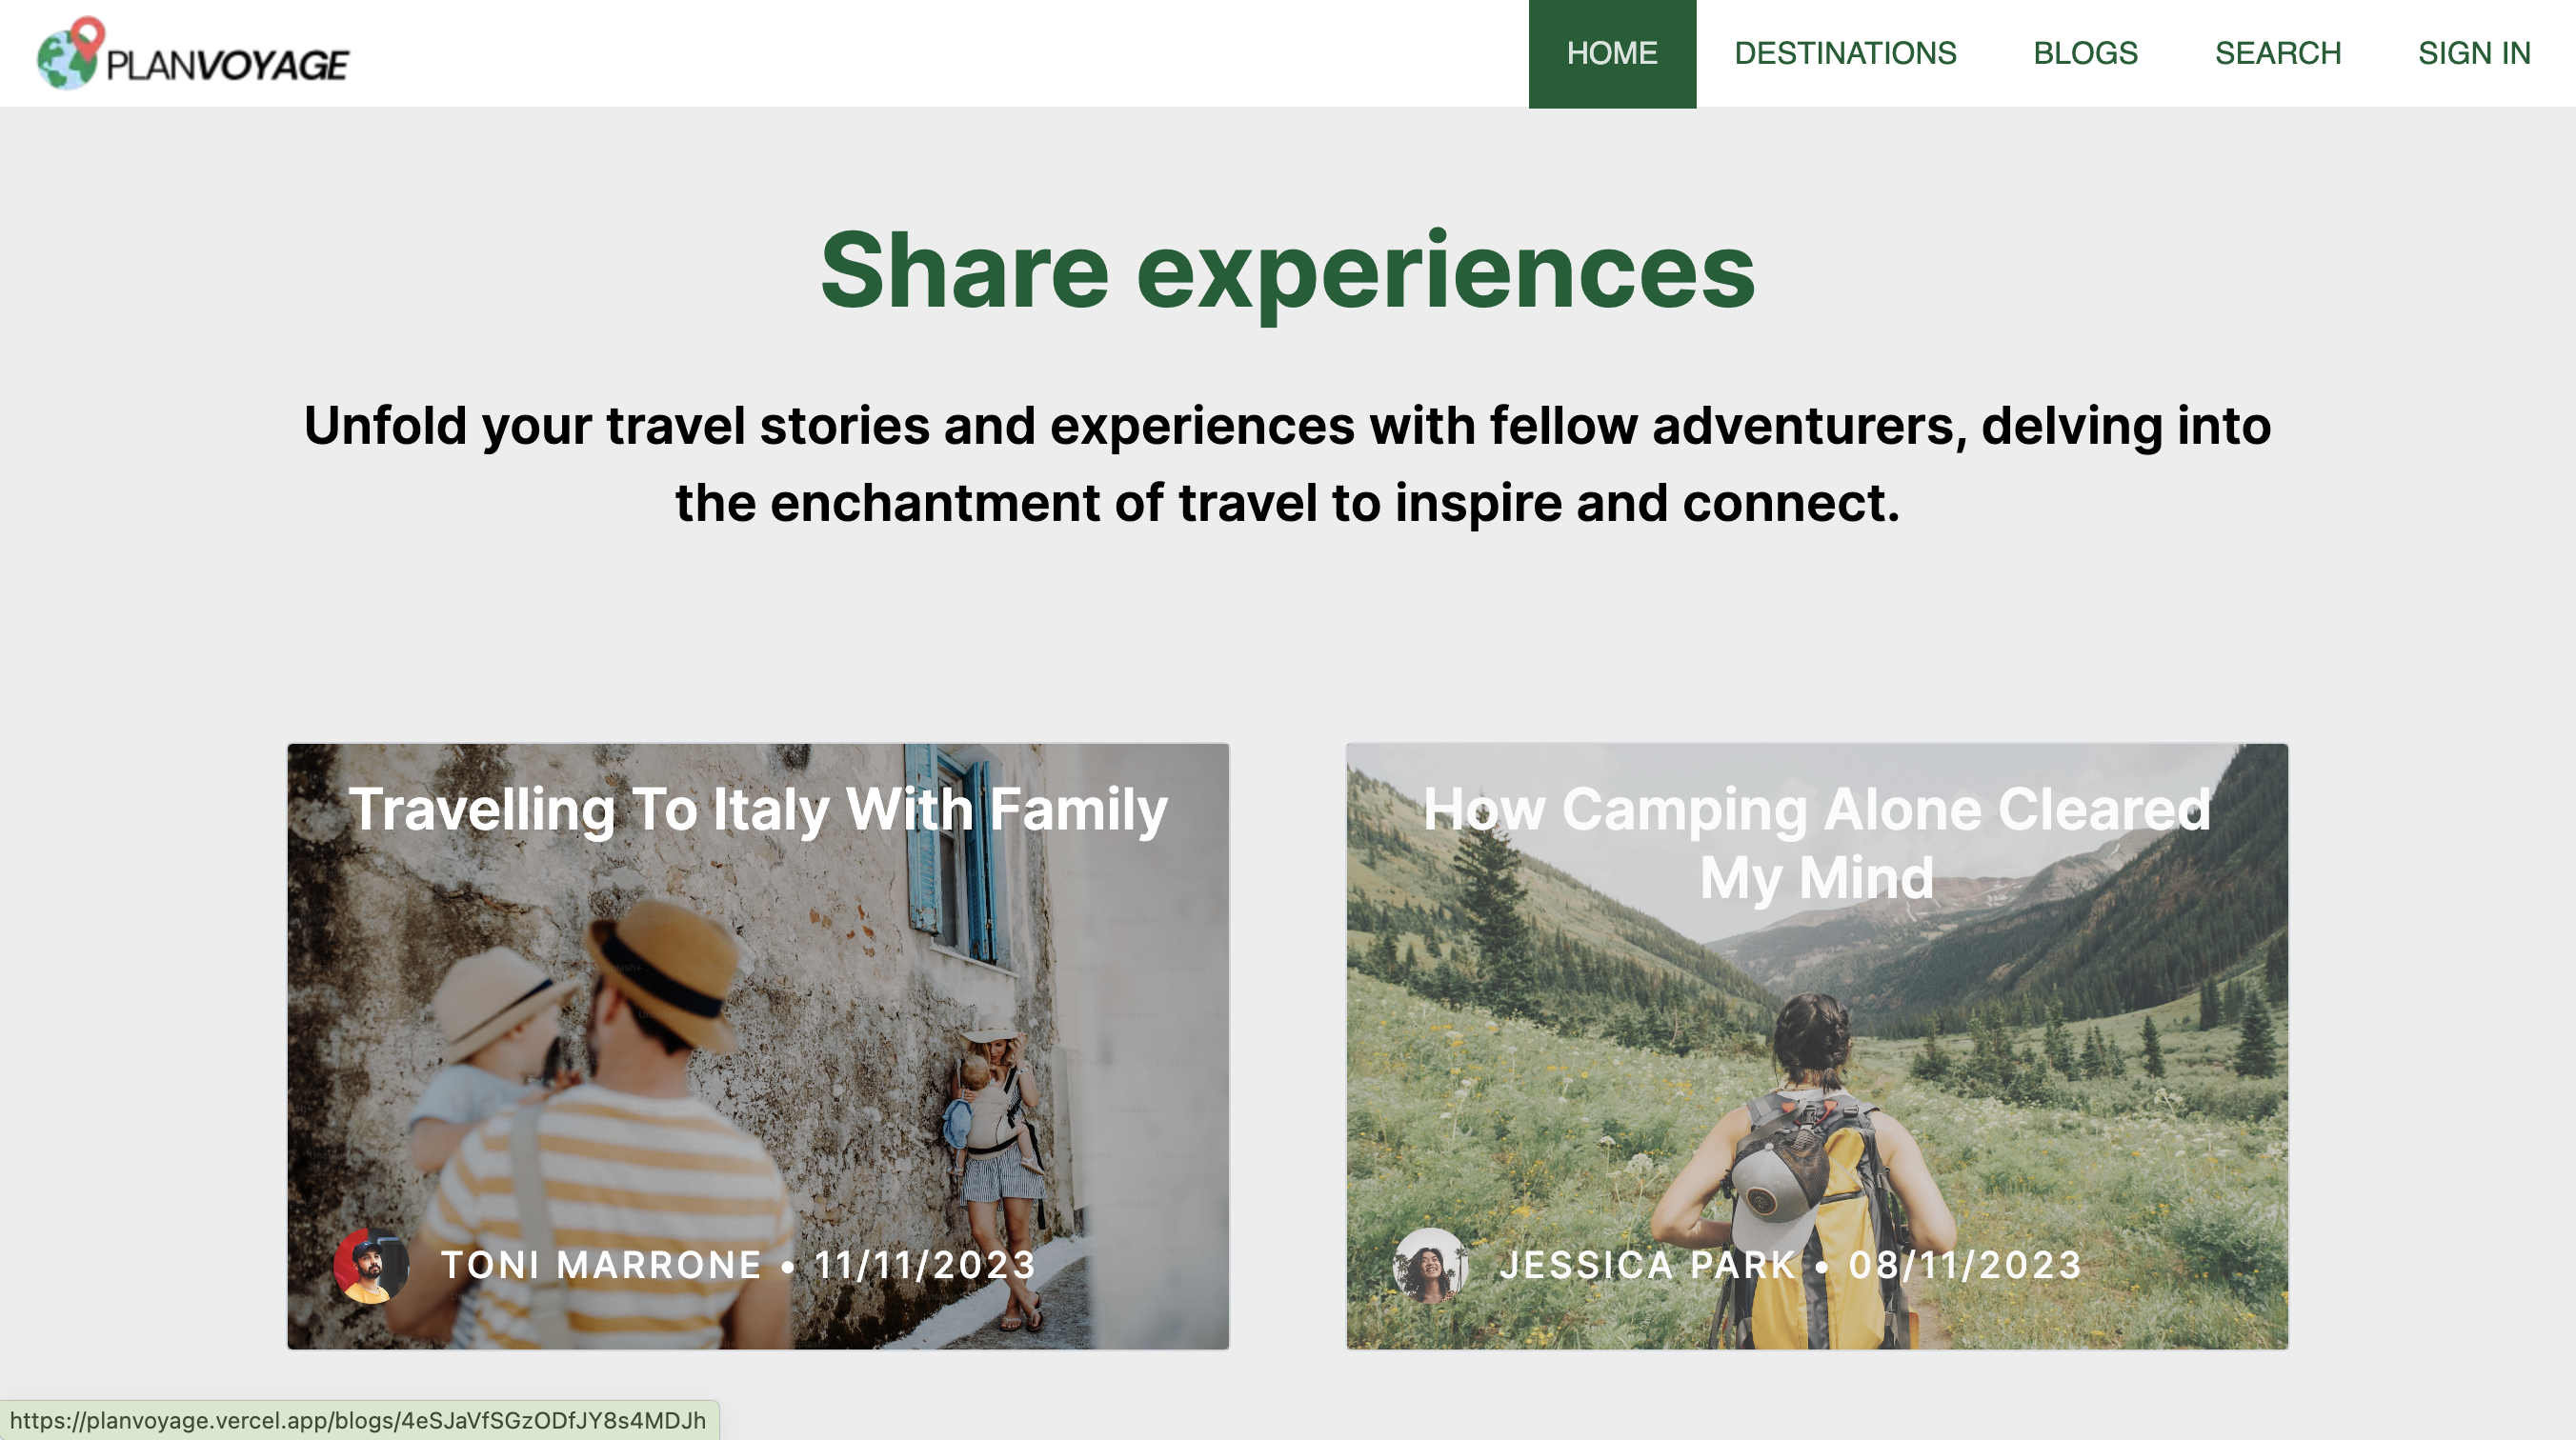 PLANVOYAGE
HOME
DESTINATIONS
BLOGS
SEARCH
SIGN IN
Share experiences
Unfold your travel stories and experiences with fellow adventurers, delving into
the enchantment of travel to inspire and connect.
Travelling To Italy With Family
TONI MARRONE • 11/11/2023
How Camping Alone Cleared
My Mind
JESSICA PARK • 08/11/2023
https://planvoyage.vercel.app/blogs/4eSJaVfSGzODfJY8s4MDJh